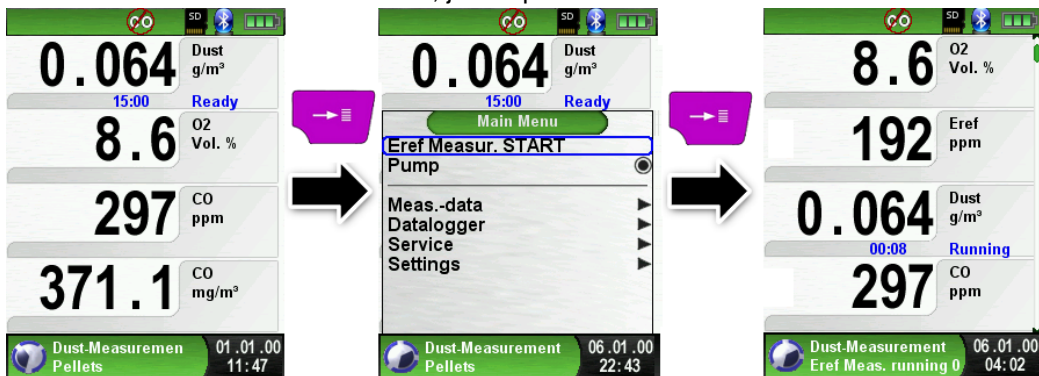 CO SD
0.064 Dust g/m³
15:00 Ready
8.6 O2 Vol. %
297 CO ppm
371.1 CO mg/m³
Dust-Measuremen 01.01.00
Pellets 11:47
CO SD
0.064 Dust g/m³
15:00 Ready
Main Menu
Eref Measur. START
Pump
Meas.-data
Datalogger
Service
Settings
Dust-Measurement 06.01.00
Pellets 22:43
CO SD
8.6 O2 Vol. %
192 Eref ppm
0.064 Dust g/m³
00:08 Running
297 CO ppm
Dust-Measurement 06.01.00
Eref Meas. running 0 04:02